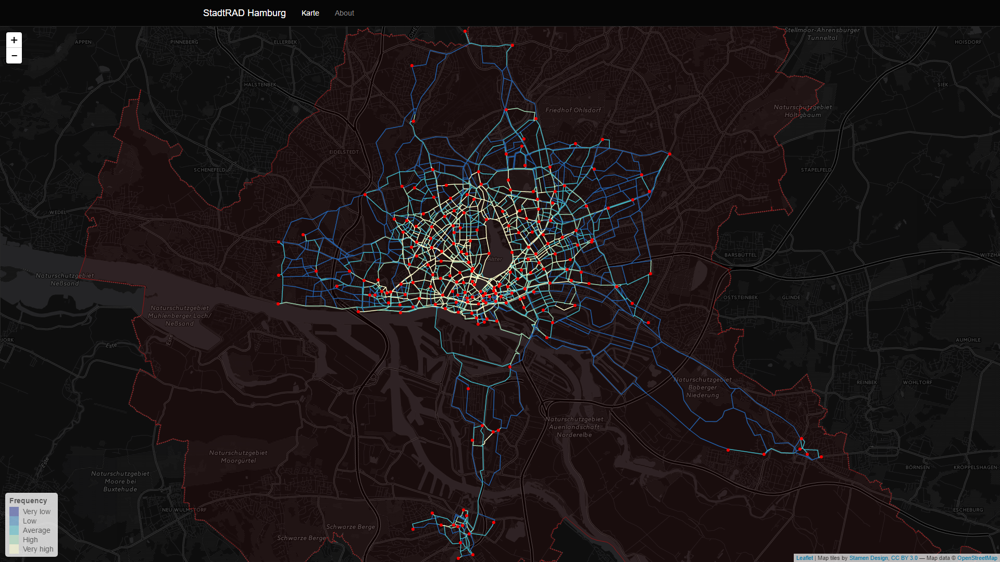 StadtRAD Hamburg Karte About
+
−
Stellmoor-Ahrensburger
Tunneltal
APPEN
PINNEBERG
ELLERBEK
HOISDORF
HALSTENBEK
SIEK
Friedhof Ohlsdorf
Naturschutzgebiet
Höltigbaum
EIDELSTEDT
SCHENEFELD
STAPELFELD
WEDEL
BARSBÜTTEL
Alster
Naturschutzgebiet
Neßsand
OSTSTEINBEK
GLINDE
Naturschutzgebiet
Mühlenberger Loch/
Neßsand
JORK
Este
Este
AUMÜHLE
Naturschutzgebiet
Boberger
Niederung
REINBEK
WOHLTORF
Naturschutzgebiet
Auenlandschaft
Norderelbe
Naturschutzgebiet
Moorgürtel
Este
BÖRNSEN
KRÖPPELSHAGEN-
Naturschutzgebiet
Moore bei
Buxtehude
NEU WULMSTORF
ESCHEBURG
Schwarze Berge
Schwarze Berge
Frequency
Very low
Low
Average
High
Very high
Leaflet | Map tiles by Stamen Design, CC BY 3.0 — Map data © OpenStreetMap